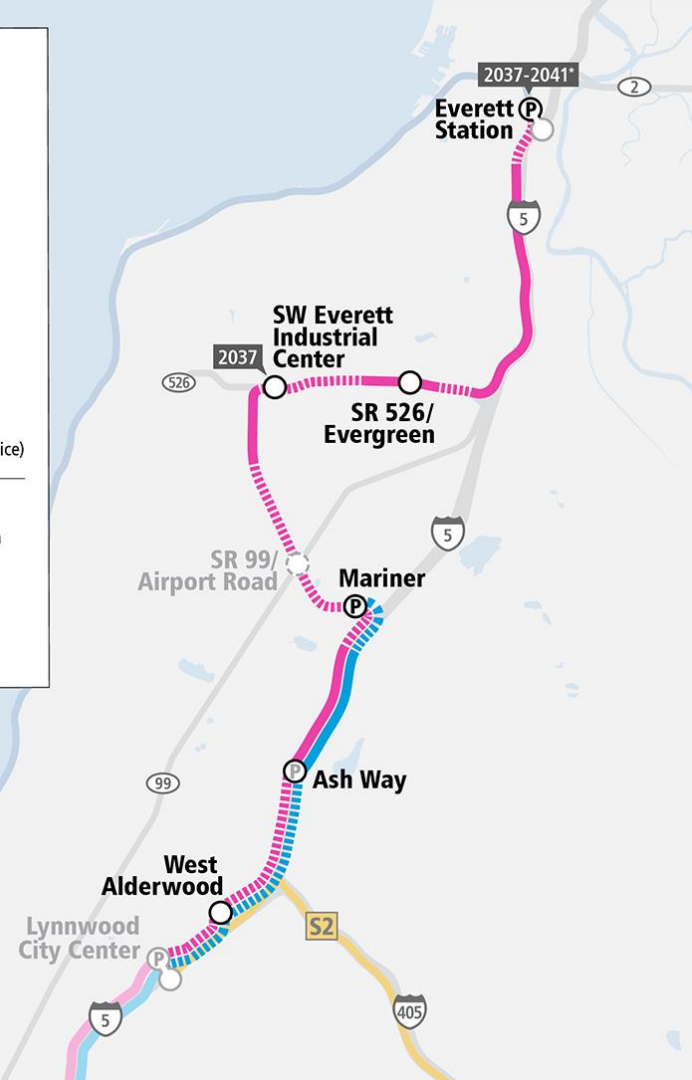 2037-2041*
2
P
Everett
Station
5
SW Everett
Industrial
Center
2037
526
SR 526/
Evergreen
ice)
5
SR 99/
Airport Road
Mariner
P
P
Ash Way
99
West
Alderwood
Lynnwood
City Center
P
S2
5
405